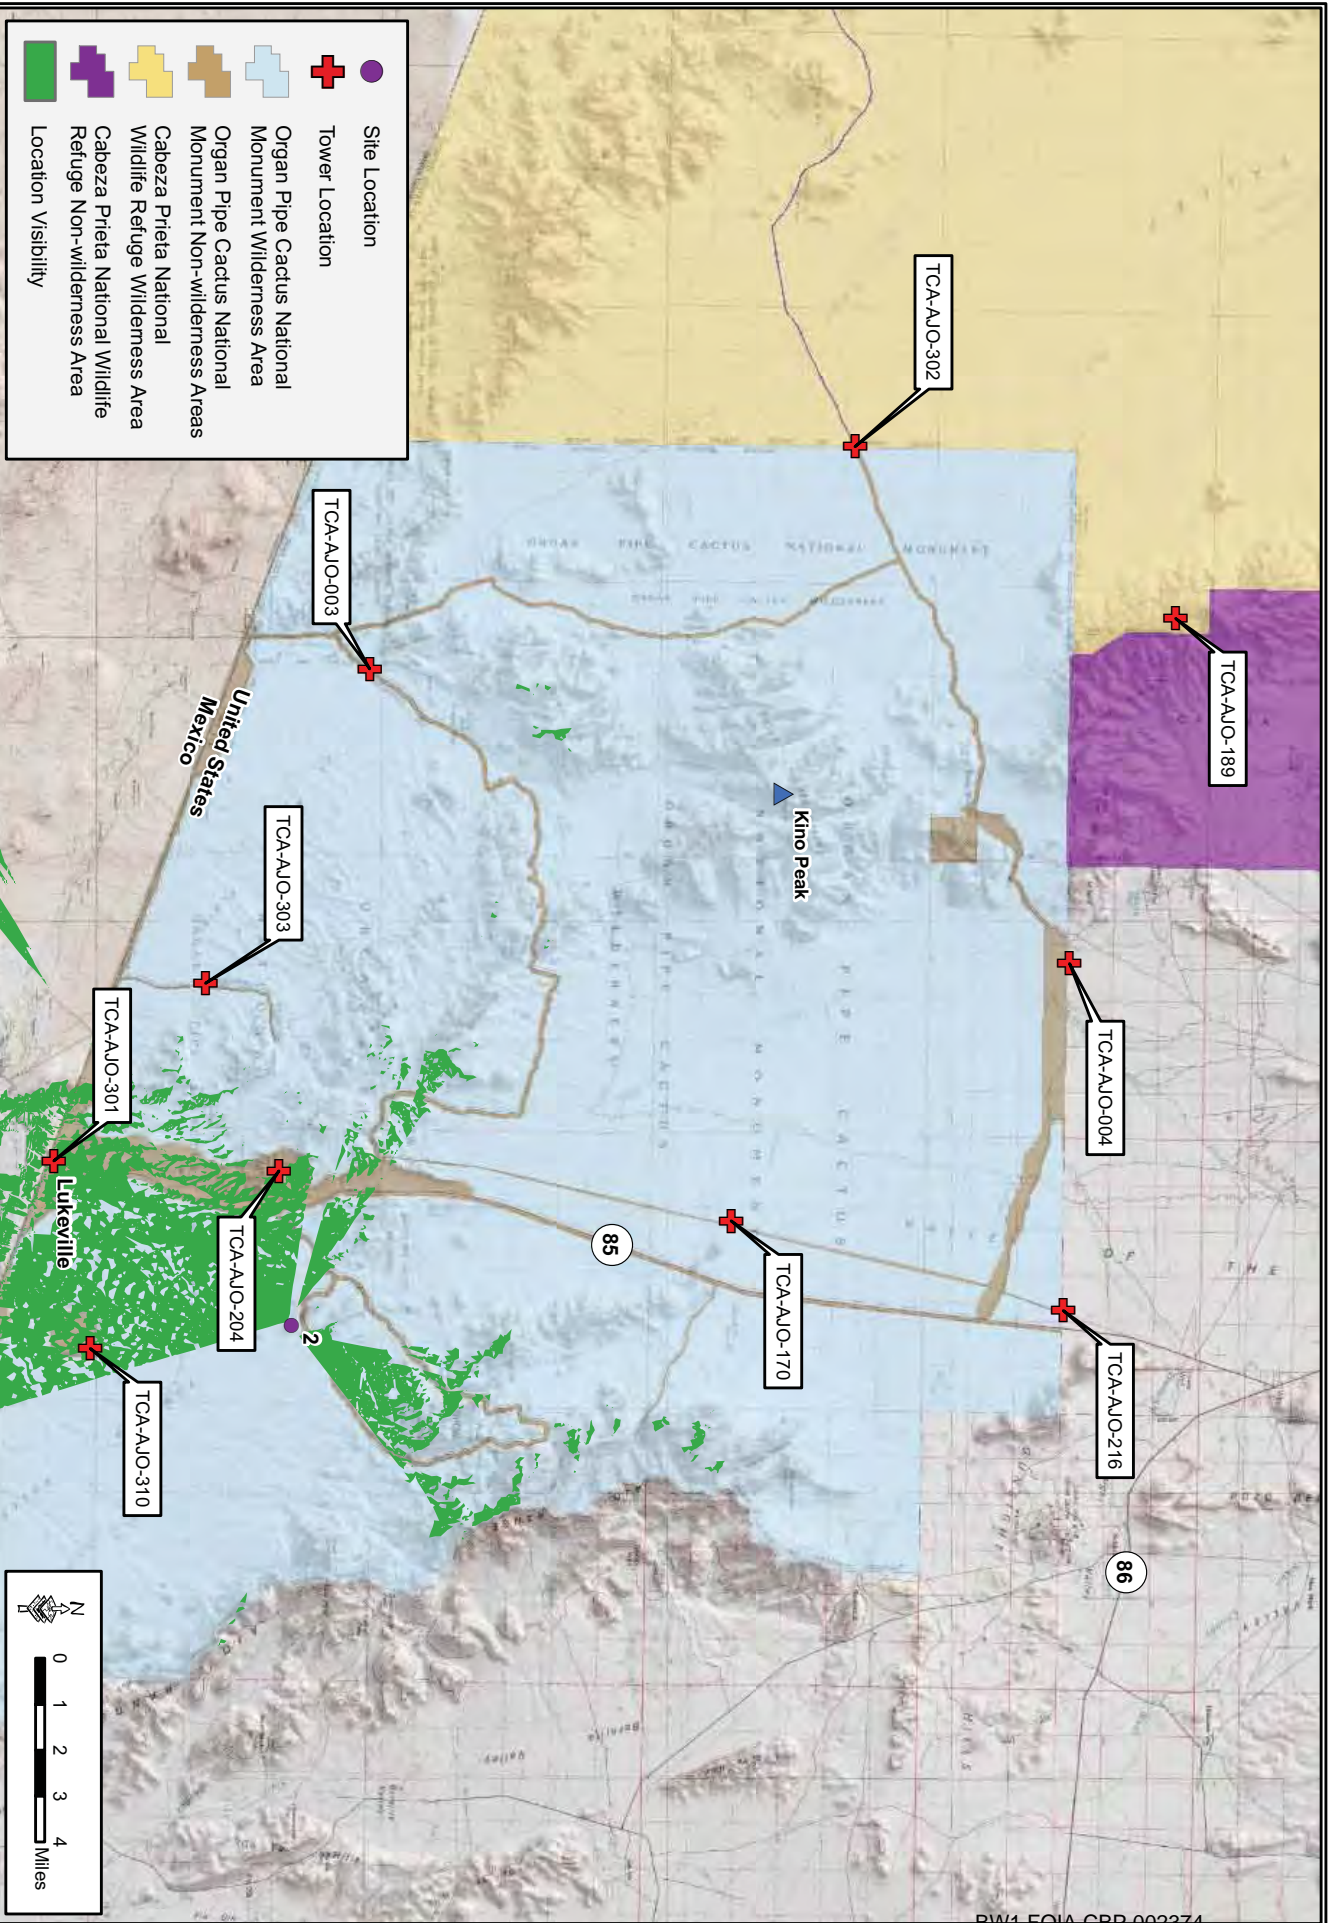 Site Location
Tower Location
Organ Pipe Cactus National
Monument Wilderness Area
Organ Pipe Cactus National
Monument Non-wilderness Areas
Cabeza Prieta National
Wildlife Refuge Wilderness Area
Cabeza Prieta National Wildlife
Refuge Non-wilderness Area
Location Visibility
TCA-AJO-302
TCA-AJO-189
TCA-AJO-004
TCA-AJO-216
TCA-AJO-170
TCA-AJO-003
TCA-AJO-303
TCA-AJO-301
TCA-AJO-204
TCA-AJO-310
Kino Peak
United States
Mexico
Lukeville
2
85
86
ORGAN PIPE CACTUS NATIONAL MONUMENT
N
0 1 2 3 4
Miles
BW1 FOIA CBP 002374